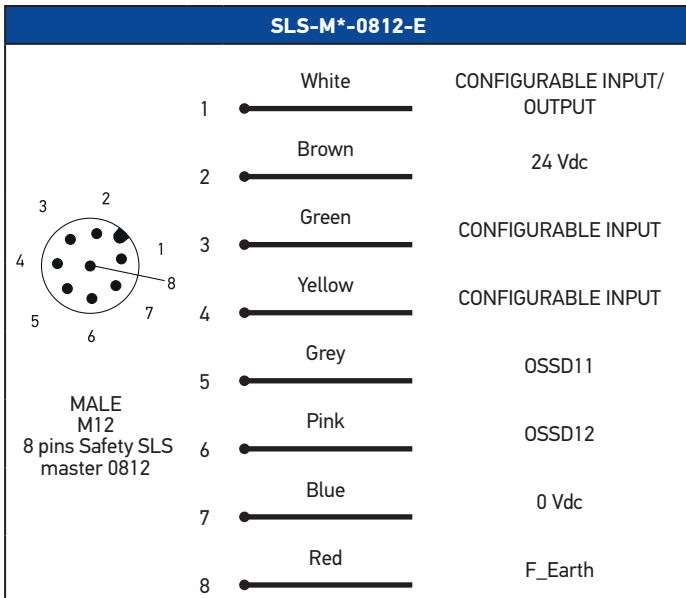 SLS-M*-0812-E
1
White
CONFIGURABLE INPUT/
OUTPUT
2
Brown
24 Vdc
3
Green
CONFIGURABLE INPUT
4
Yellow
CONFIGURABLE INPUT
5
Grey
OSSD11
6
Pink
OSSD12
7
Blue
0 Vdc
8
Red
F_Earth
3
2
4
1
8
5
6
7
MALE
M12
8 pins Safety SLS
master 0812